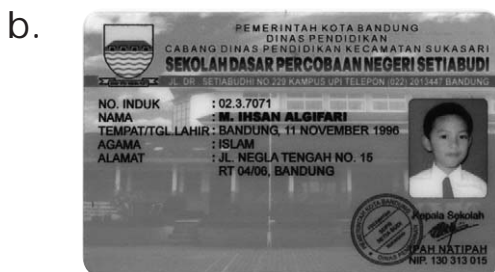 b.
PEMERINTAH KOTA BANDUNG
DINAS PENDIDIKAN
CABANG DINAS PENDIDIKAN KECAMATAN SUKASARI
SEKOLAH DASAR PERCOBAAN NEGERI SETIABUDI
JL. DR. SETIABUDHI NO 229 KAMPUS UPI TELEPON (022) 2013447 BANDUNG
NO. INDUK : 02.3.7071
NAMA : M. IHSAN ALGIFARI
TEMPAT/TGL LAHIR : BANDUNG, 11 NOVEMBER 1996
AGAMA : ISLAM
ALAMAT : JL. NEGLA TENGAH NO. 15
RT 04/06, BANDUNG
Kepala Sekolah
IPAH NATIPAH
NIP. 130 313 015